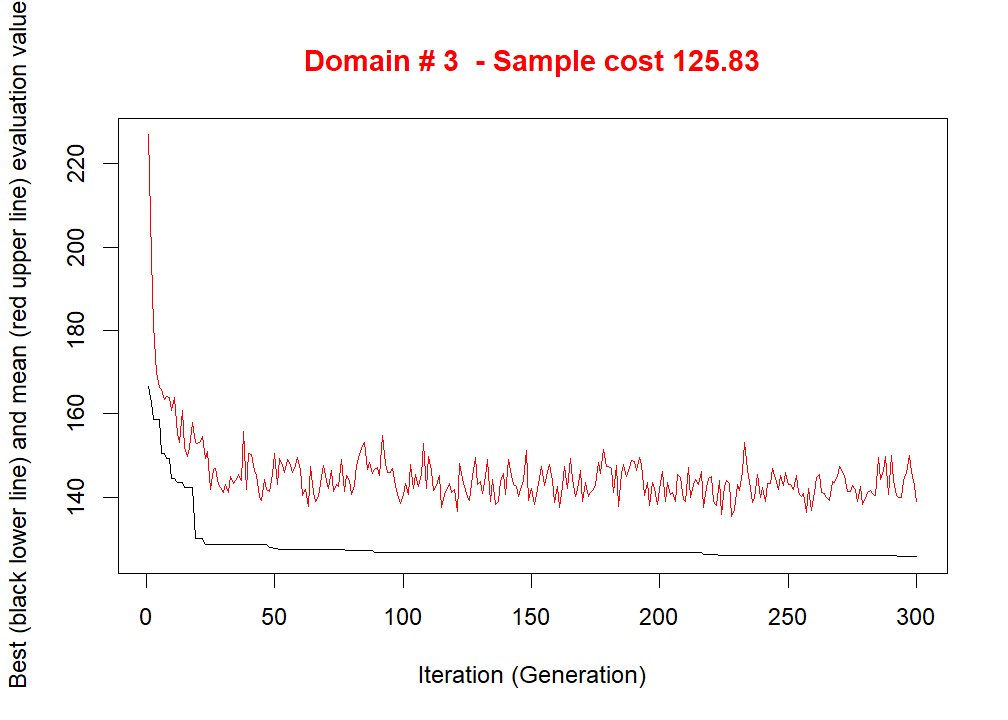 Domain # 3  - Sample cost 125.83
Best (black lower line) and mean (red upper line) evaluation value
220
200
180
160
140
0 50 100 150 200 250 300
Iteration (Generation)